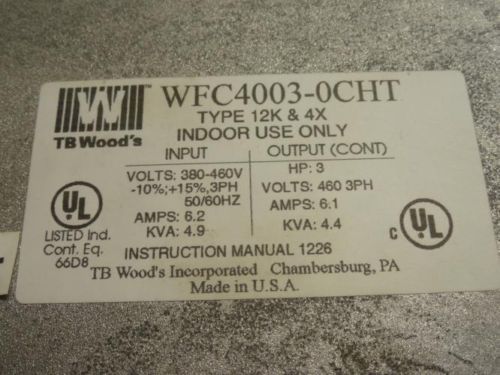 WFC4003-0CHT
TYPE 12K & 4X
TB Wood's
INDOOR USE ONLY
INPUT
VOLTS: 380-460V
-10%;+15%,3PH
50/60HZ
AMPS: 6.2
KVA: 4.9
OUTPUT (CONT)
HP: 3
VOLTS: 460 3PH
AMPS: 6.1
KVA: 4.4
UL
LISTED Ind.
Cont. Eq.
66D8
C UL
INSTRUCTION MANUAL 1226
TB Wood's Incorporated Chambersburg, PA
Made in U.S.A.